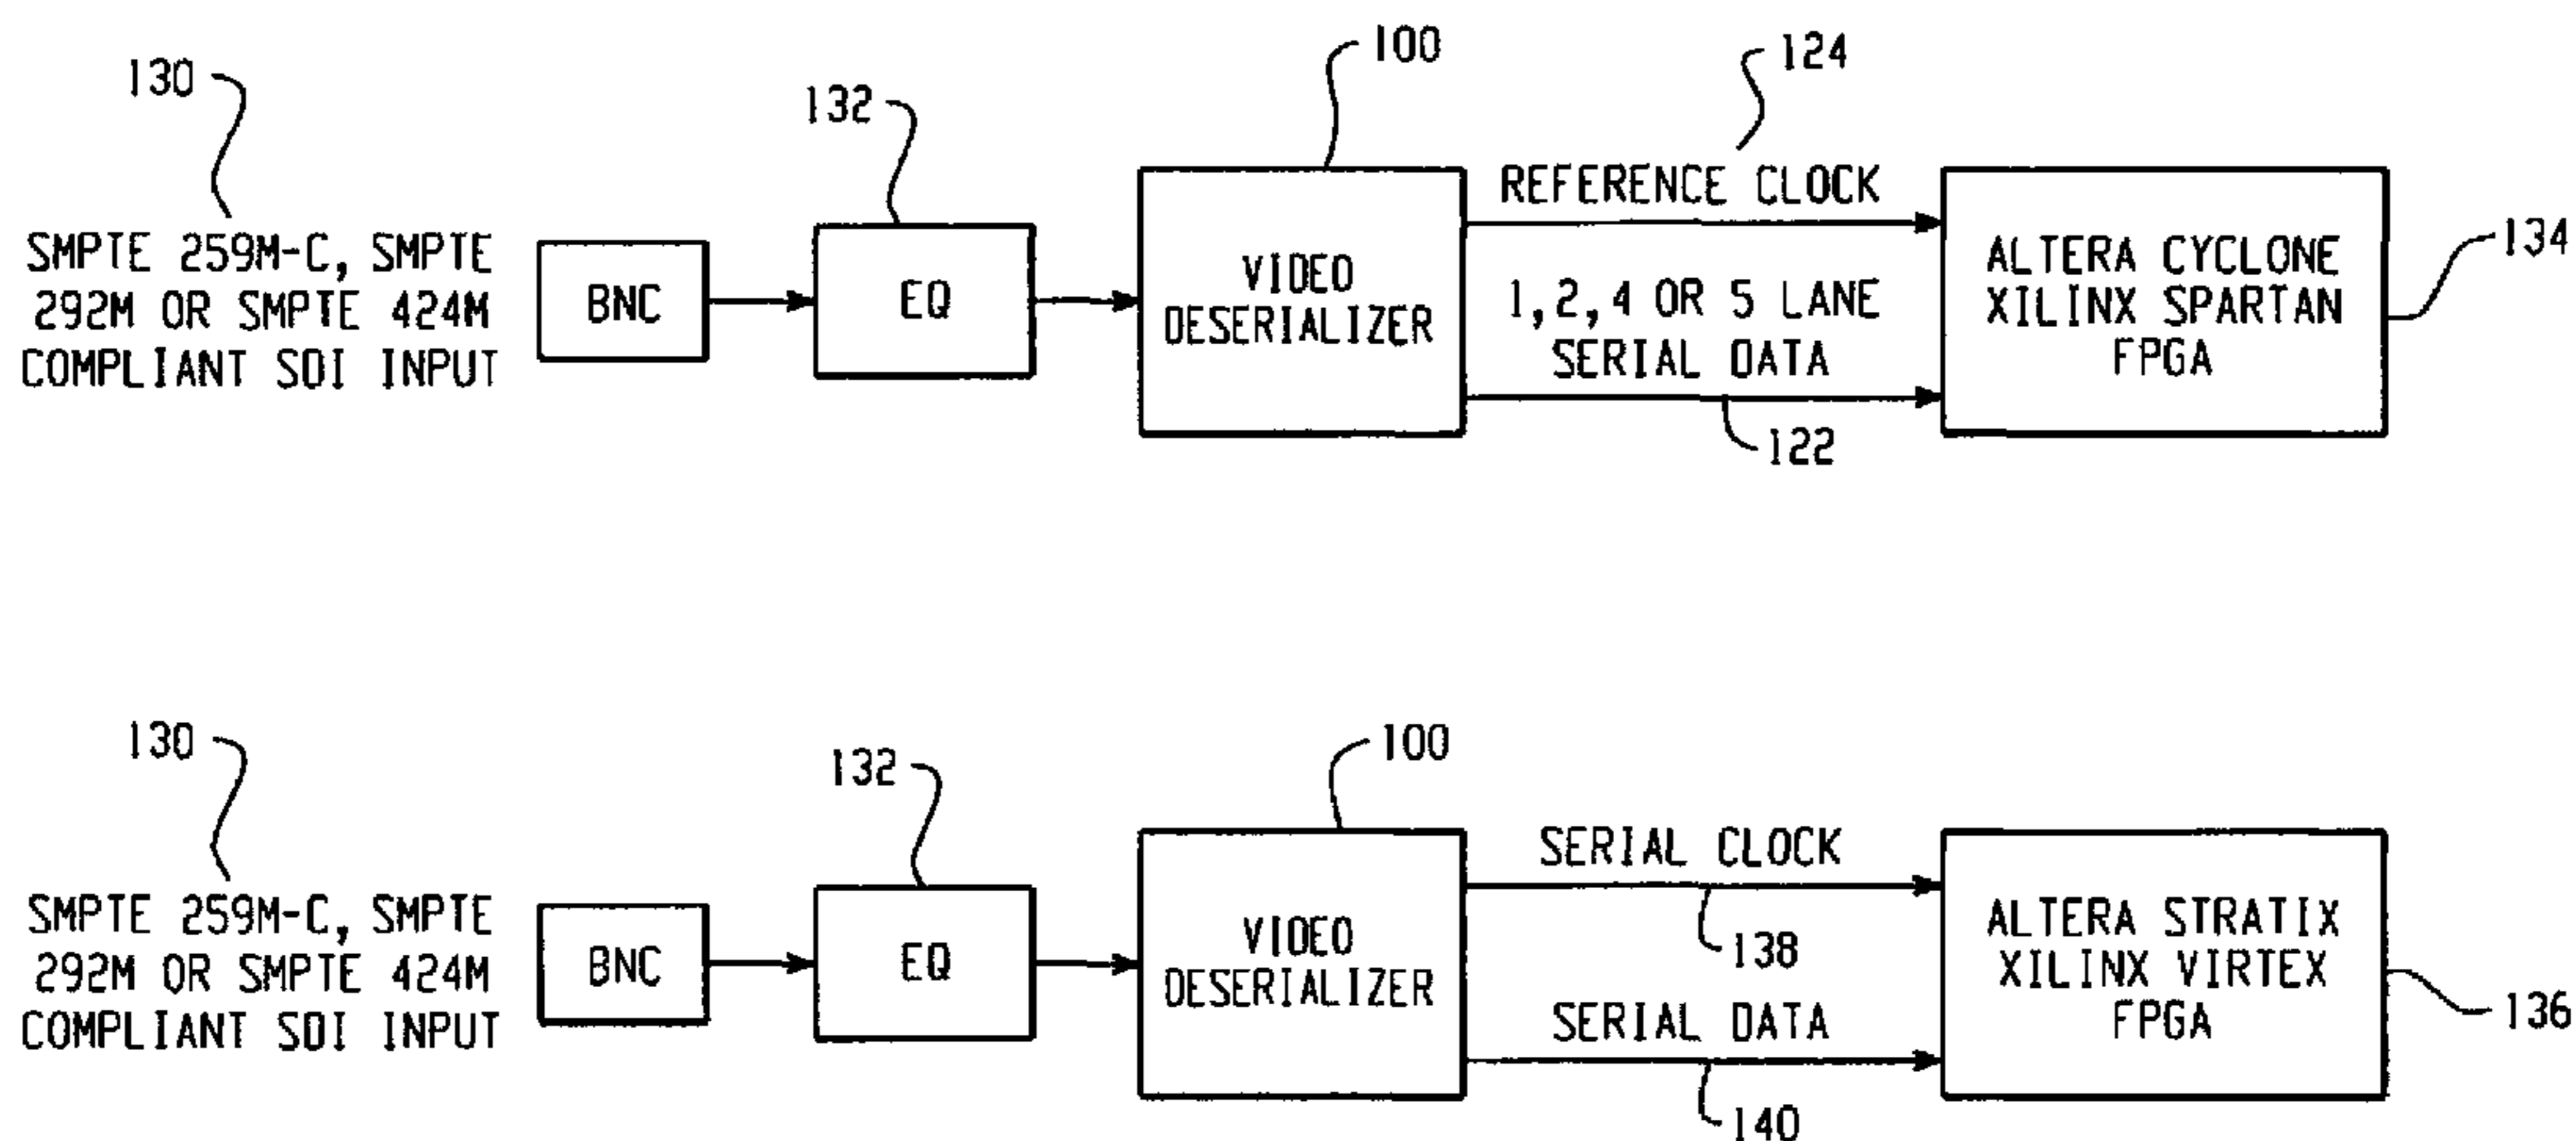 100
124
130
132
REFERENCE CLOCK
134
SMPTE 259M-C, SMPTE
292M OR SMPTE 424M
COMPLIANT SDI INPUT
BNC
EQ
VIDEO
DESERIALIZER
1, 2, 4 OR 5 LANE
SERIAL DATA
ALTERA CYCLONE
XILINX SPARTAN
FPGA
122
130
132
100
SERIAL CLOCK
SMPTE 259M-C, SMPTE
292M OR SMPTE 424M
COMPLIANT SDI INPUT
BNC
EQ
VIDEO
DESERIALIZER
138
SERIAL DATA
ALTERA STRATIX
XILINX VIRTEX
FPGA
136
140